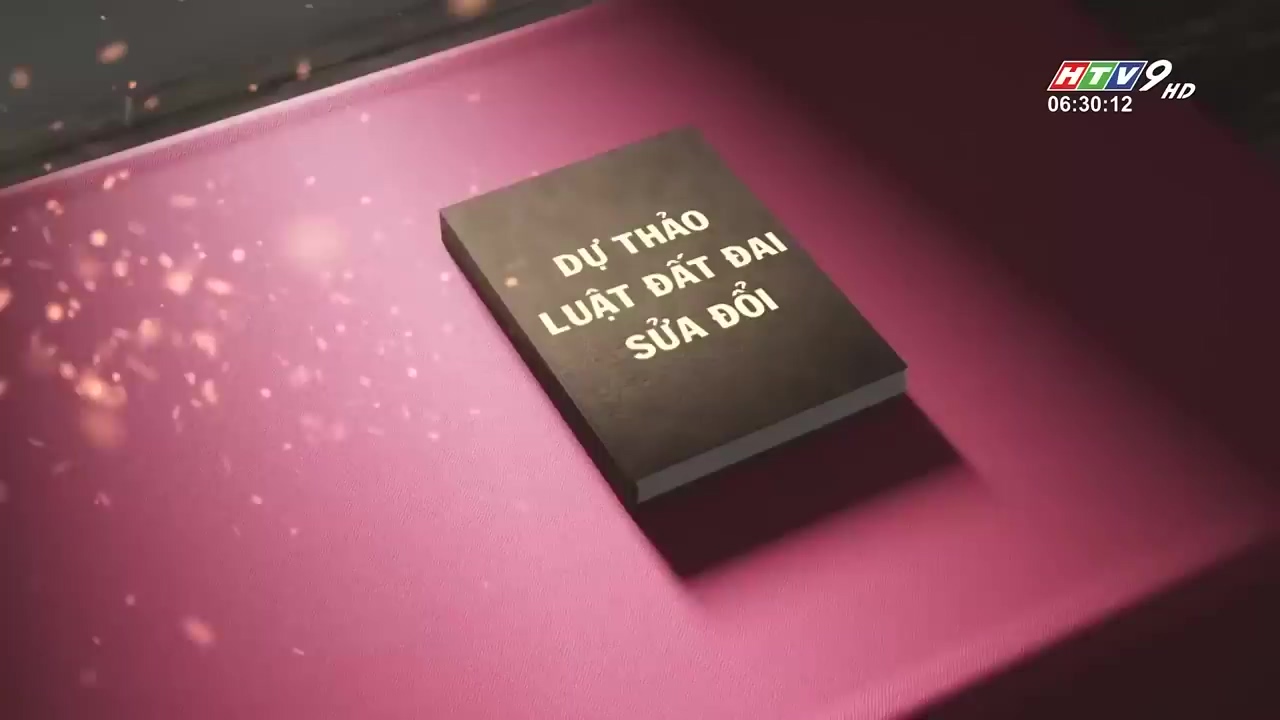 HTV9 HD
06:30:12
DỰ THẢO
LUẬT ĐẤT ĐAI
SỬA ĐỔI